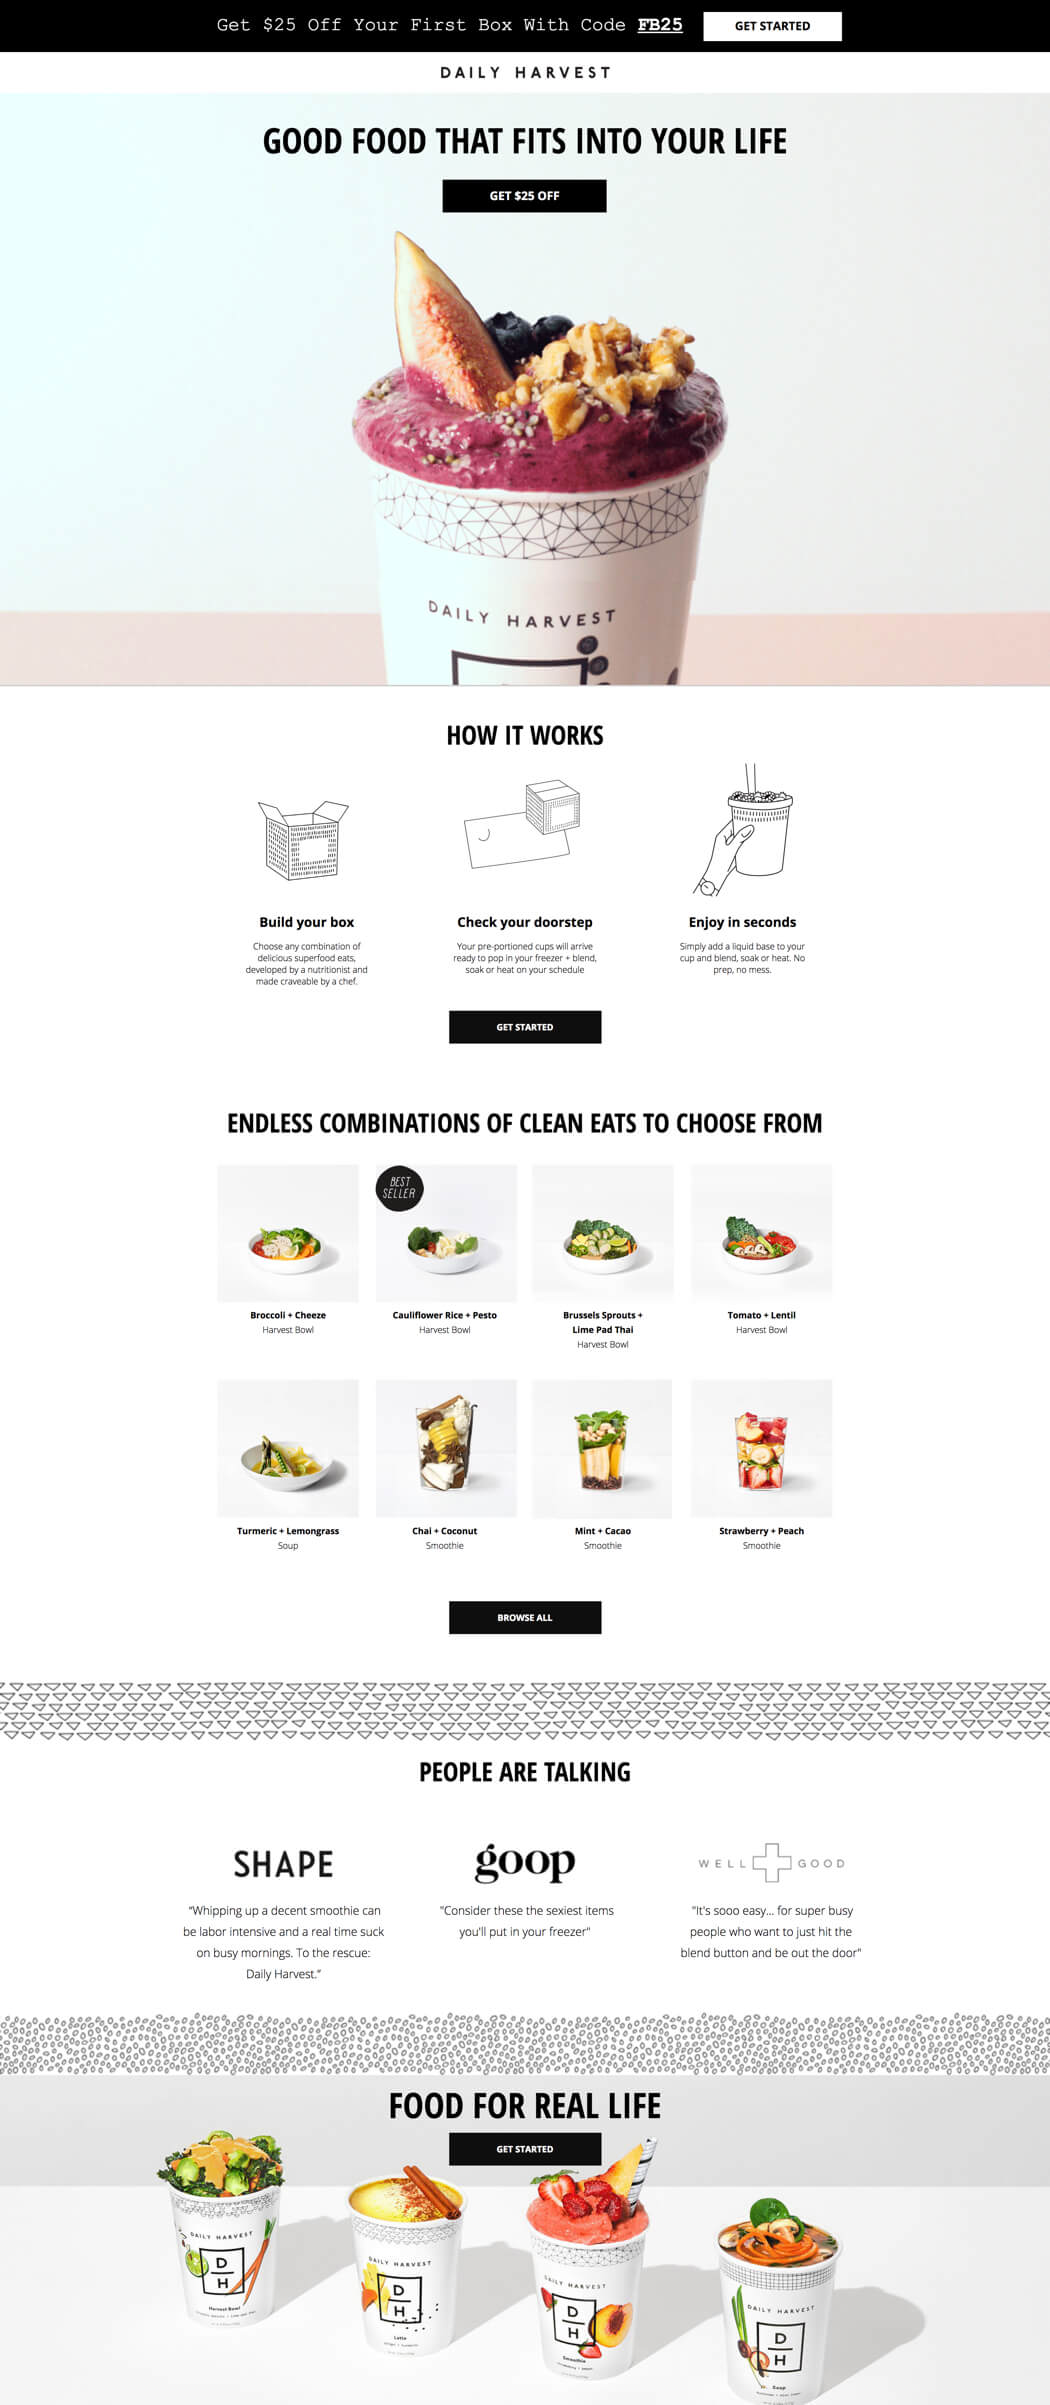 Get $25 Off Your First Box With Code FB25
GET STARTED
DAILY HARVEST
GOOD FOOD THAT FITS INTO YOUR LIFE
GET $25 OFF
DAILY HARVEST
HOW IT WORKS
Build your box
Choose any combination of
delicious superfood eats,
developed by a nutritionist and
made craveable by a chef.
Check your doorstep
Your pre-portioned cups will arrive
ready to pop in your freezer + blend,
soak or heat on your schedule
Enjoy in seconds
Simply add a liquid base to your
cup and blend, soak or heat. No
prep, no mess.
GET STARTED
ENDLESS COMBINATIONS OF CLEAN EATS TO CHOOSE FROM
Broccoli + Cheeze
Harvest Bowl
BEST
SELLER
Cauliflower Rice + Pesto
Harvest Bowl
Brussels Sprouts +
Lime Pad Thai
Harvest Bowl
Tomato + Lentil
Harvest Bowl
Turmeric + Lemongrass
Soup
Chai + Coconut
Smoothie
Mint + Cacao
Smoothie
Strawberry + Peach
Smoothie
BROWSE ALL
PEOPLE ARE TALKING
SHAPE
“Whipping up a decent smoothie can
be labor intensive and a real time suck
on busy mornings. To the rescue:
Daily Harvest.”
goop
"Consider these the sexiest items
you'll put in your freezer"
WELL GOOD
"It's sooo easy... for super busy
people who want to just hit the
blend button and be out the door"
FOOD FOR REAL LIFE
GET STARTED
DAILY HARVEST
D
H
Harvest Bowl
DAILY HARVEST
D
H
Latte
DAILY HARVEST
D
H
Smoothie
DAILY HARVEST
D
H
Soup